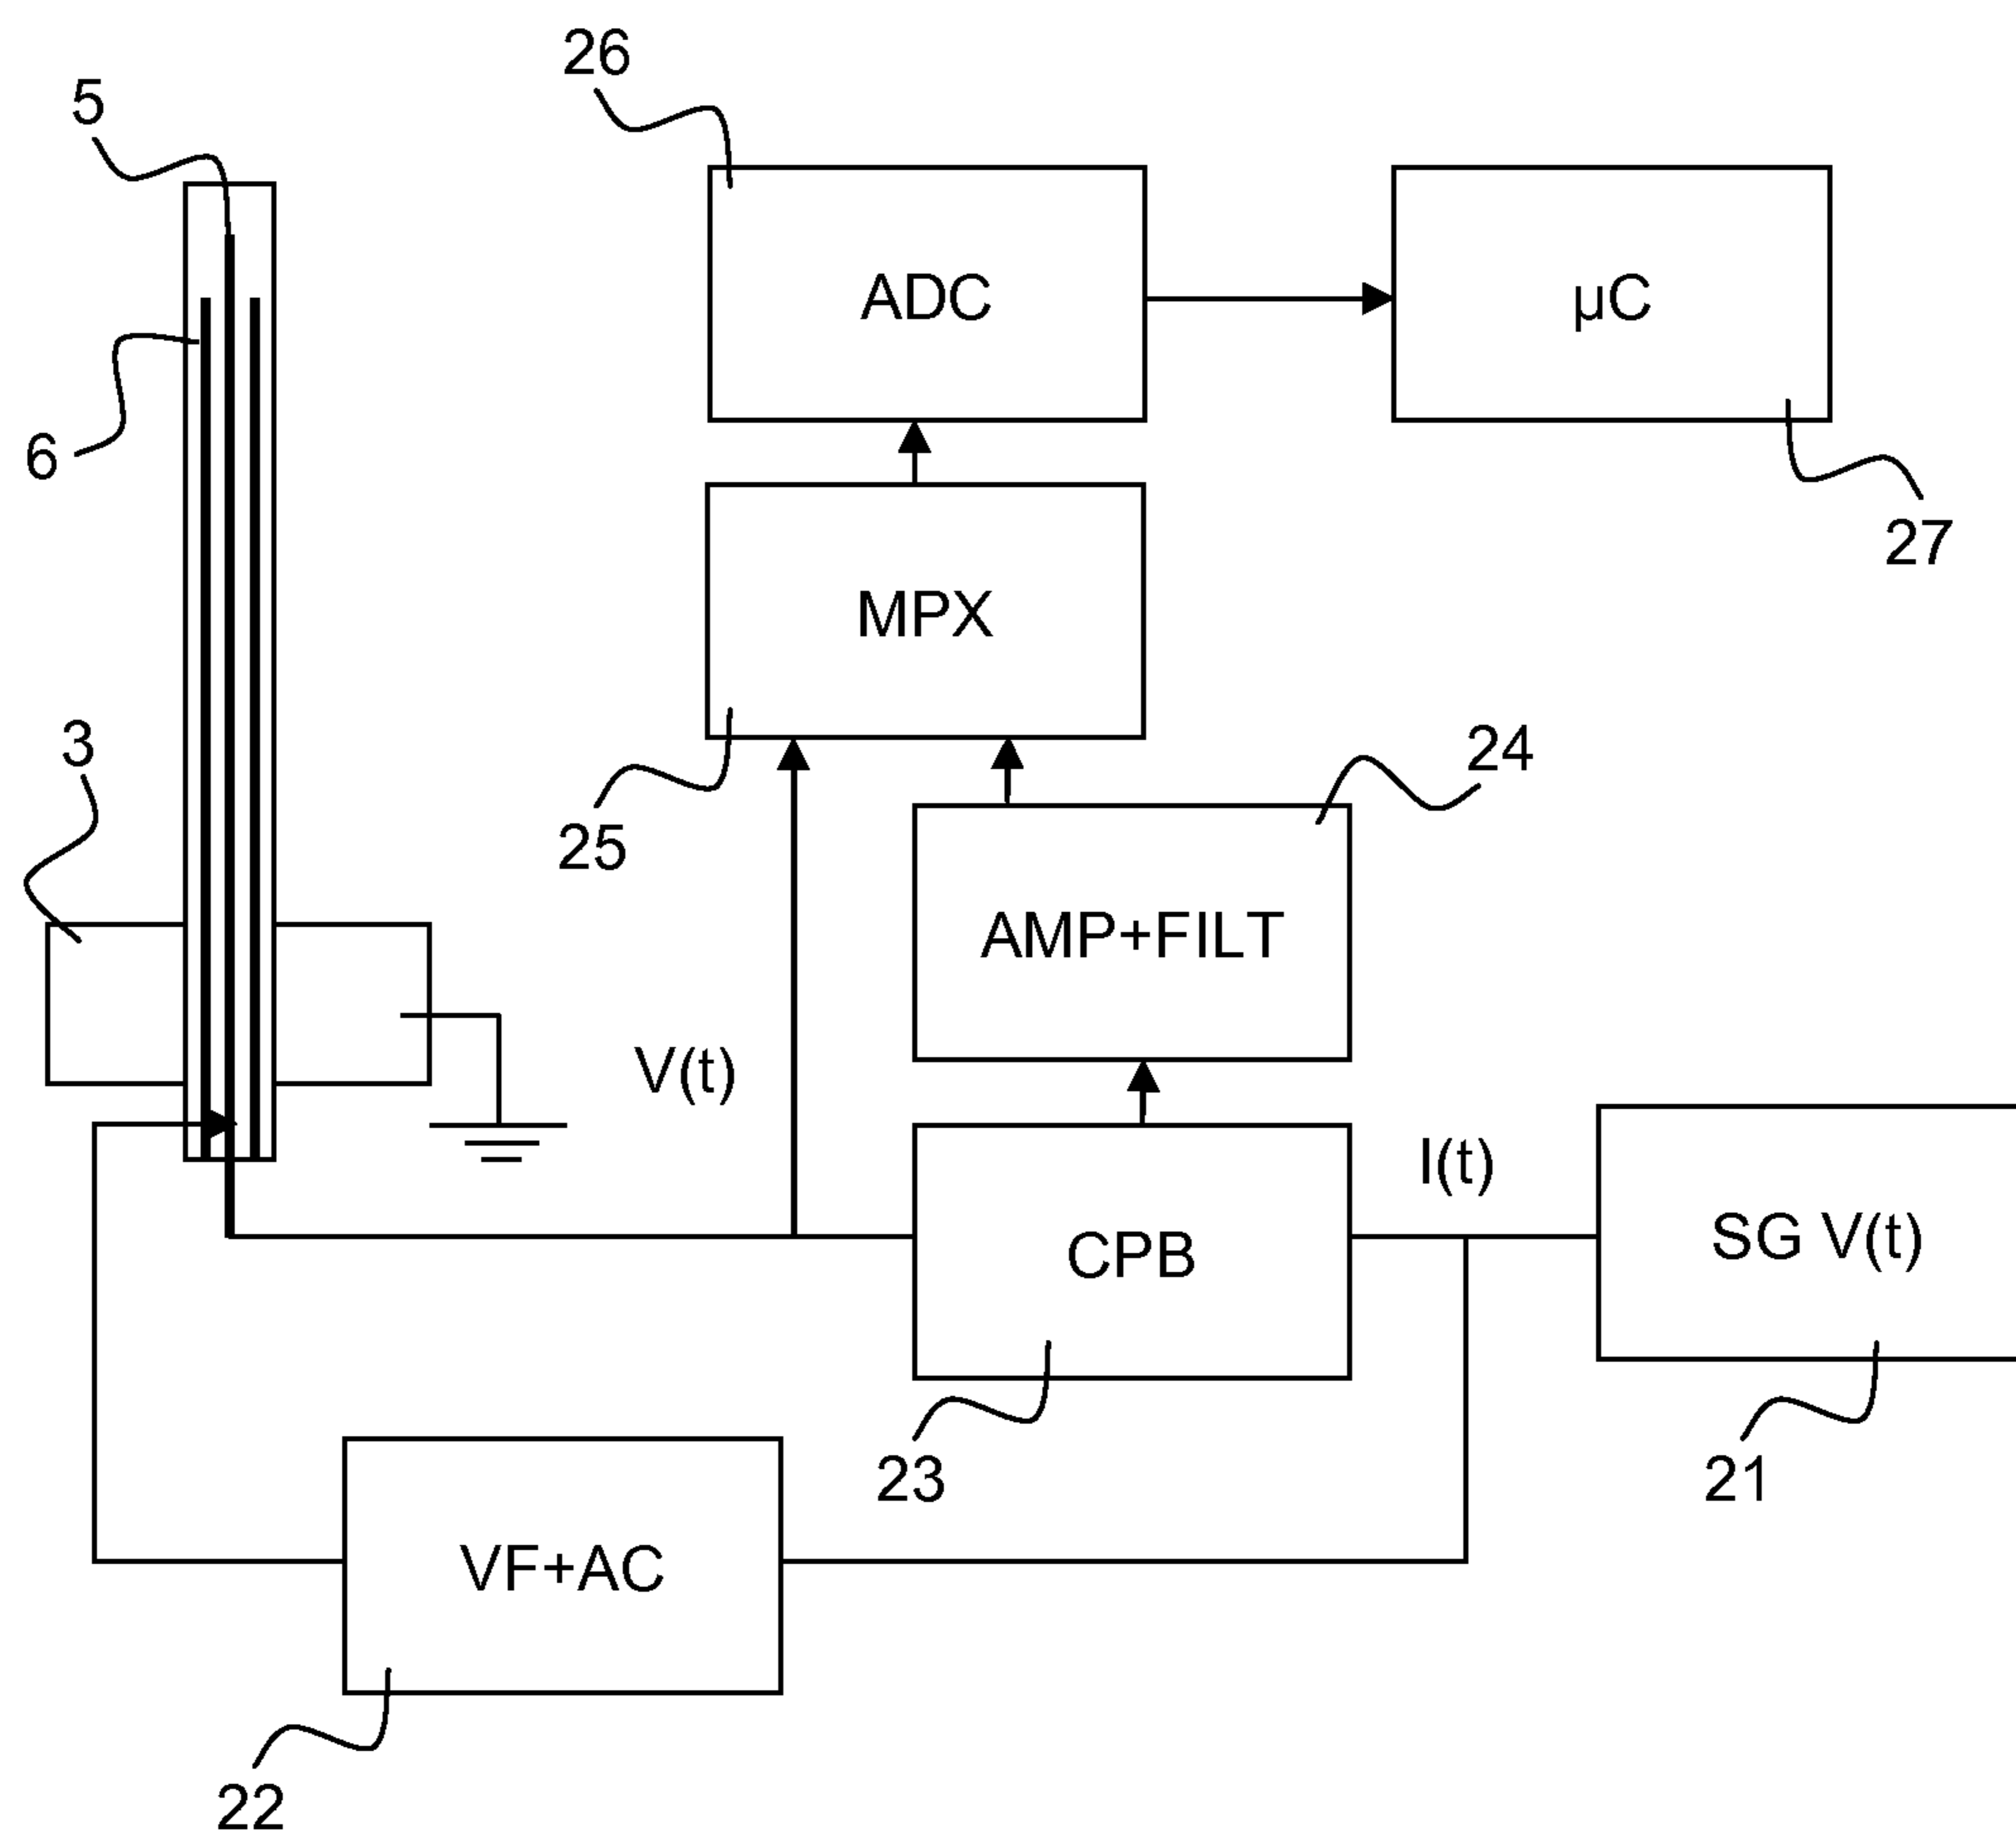 26
5
ADC
µC
6
27
MPX
3
24
25
AMP+FILT
V(t)
I(t)
CPB
SG V(t)
23
21
VF+AC
22